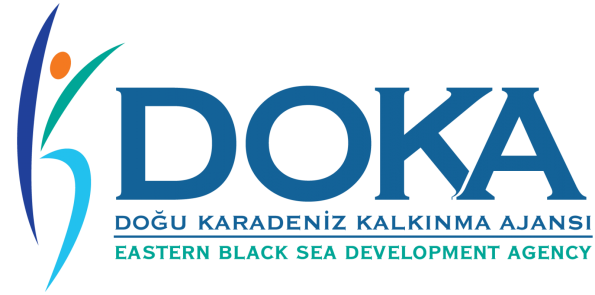 DOKA
DOĞU KARADENİZ KALKINMA AJANSI
EASTERN BLACK SEA DEVELOPMENT AGENCY